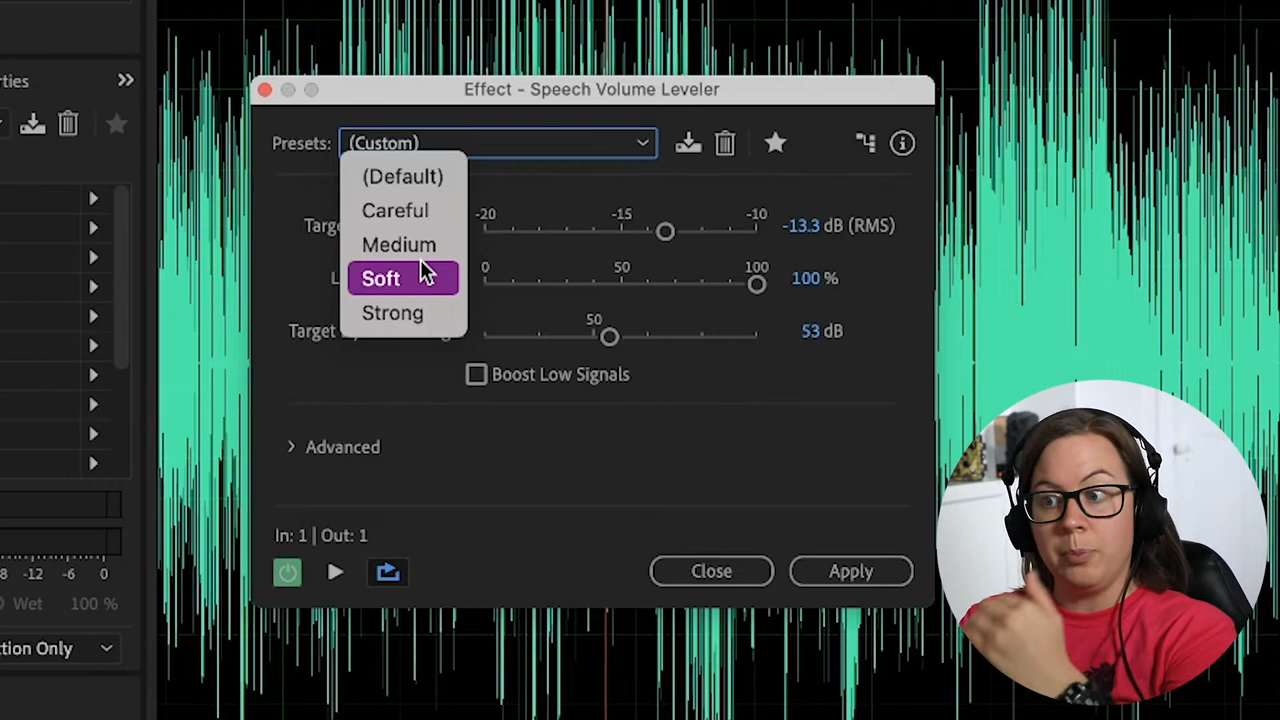 rties
Effect - Speech Volume Leveler
Presets: (Custom)
(Default)
Careful
Medium
Soft
Strong
Targe -20 -15 -10 -13.3 dB (RMS)
L 0 50 100 100 %
Target 50 53 dB
Boost Low Signals
Advanced
In: 1 | Out: 1
Close
Apply
8 -12 -6 0
Wet 100 %
tion Only